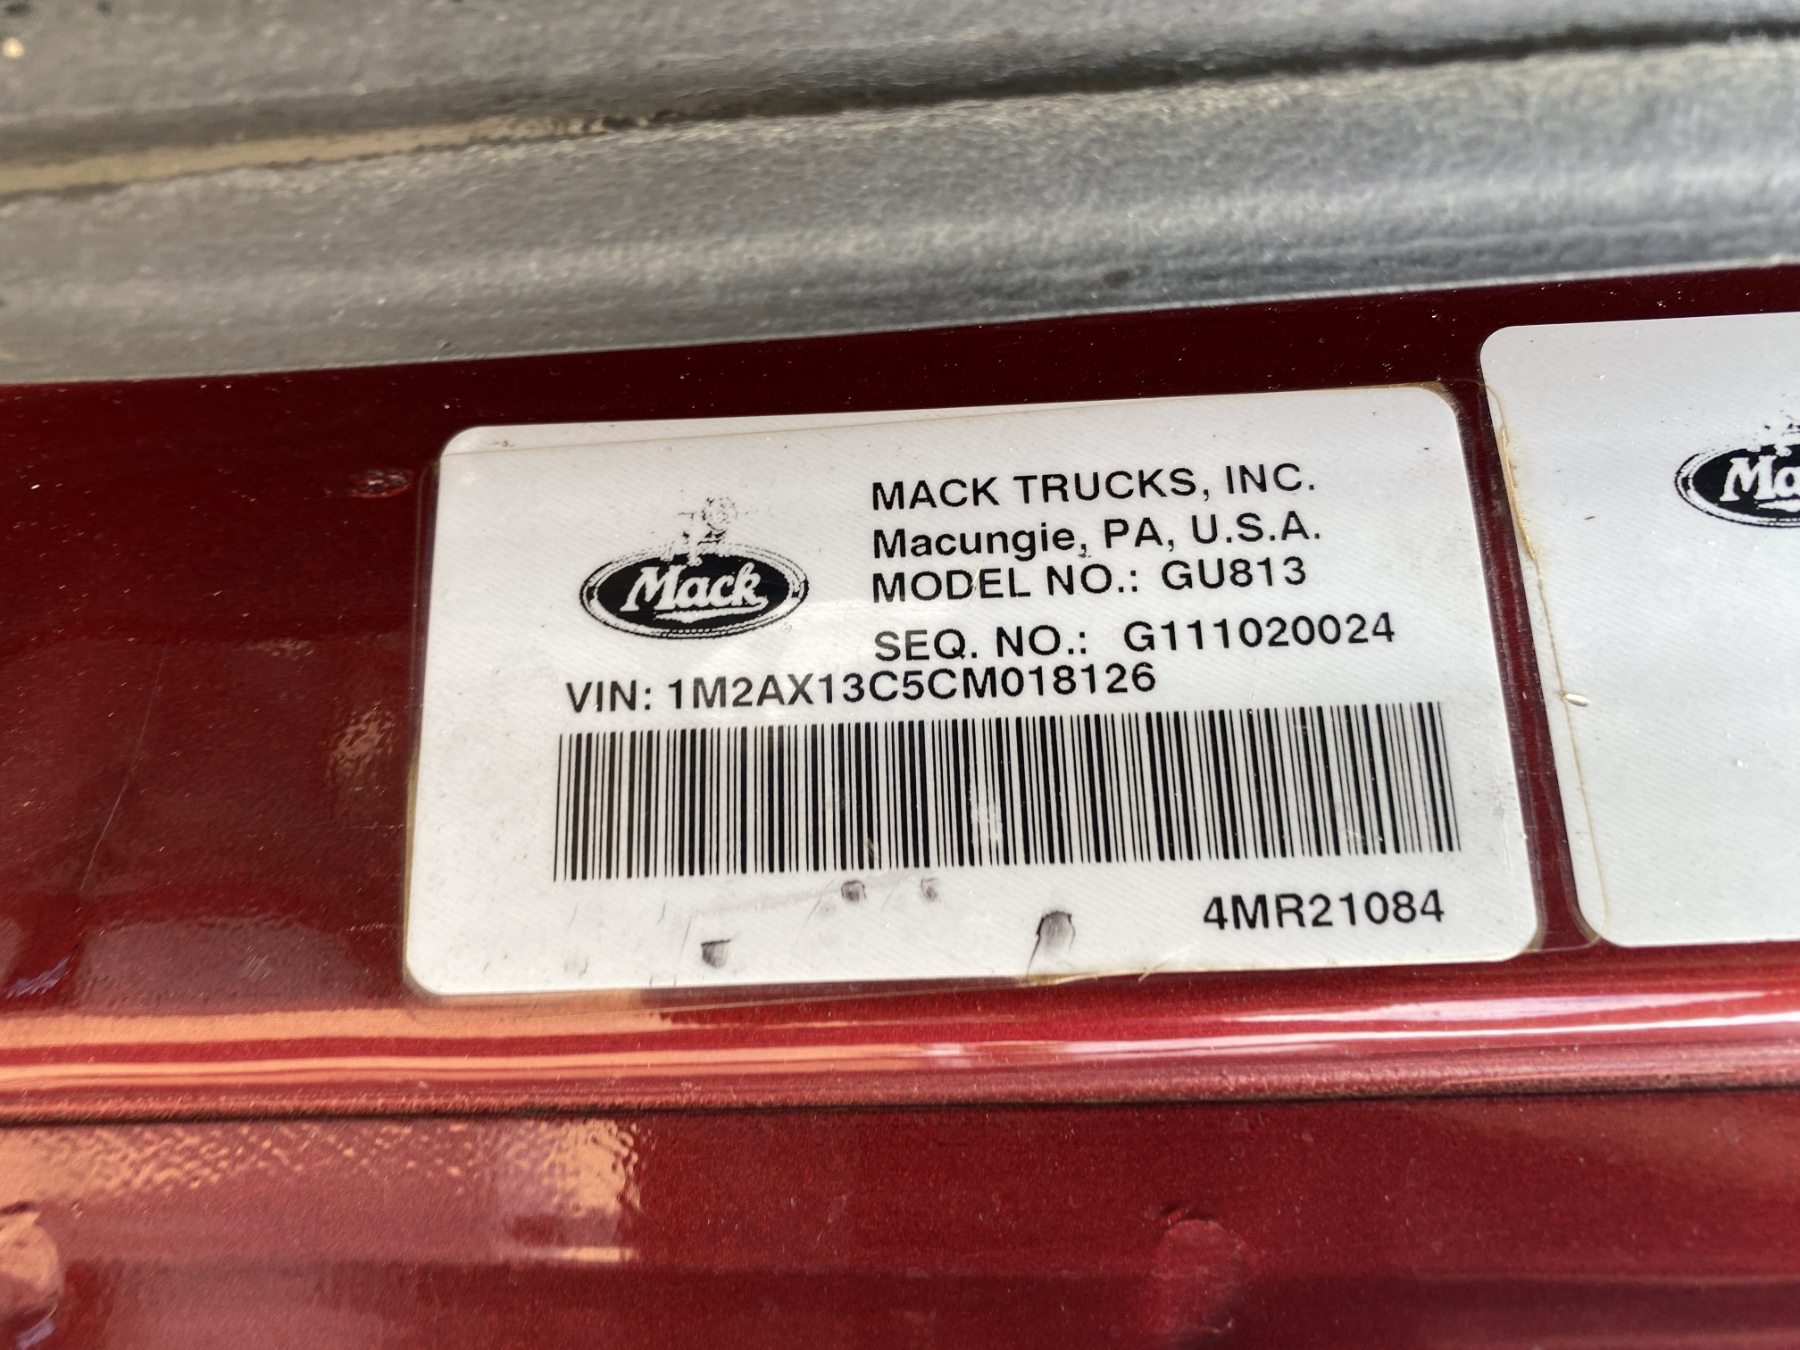 MACK TRUCKS, INC.
Macungie, PA, U.S.A.
MODEL NO.: GU813
SEQ. NO.: G111020024
Mack
VIN: 1M2AX13C5CM018126
4MR21084